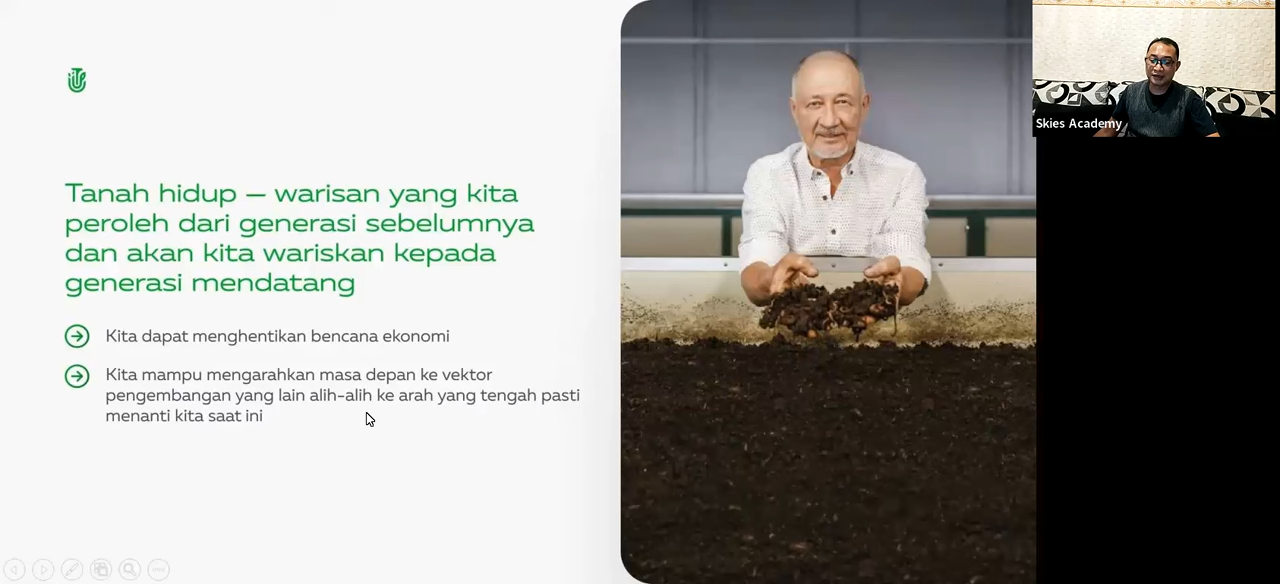 Tanah hidup — warisan yang kita
peroleh dari generasi sebelumnya
dan akan kita wariskan kepada
generasi mendatang
Kita dapat menghentikan bencana ekonomi
Kita mampu mengarahkan masa depan ke vektor
pengembangan yang lain alih-alih ke arah yang tengah pasti
menanti kita saat ini
Skies Academy